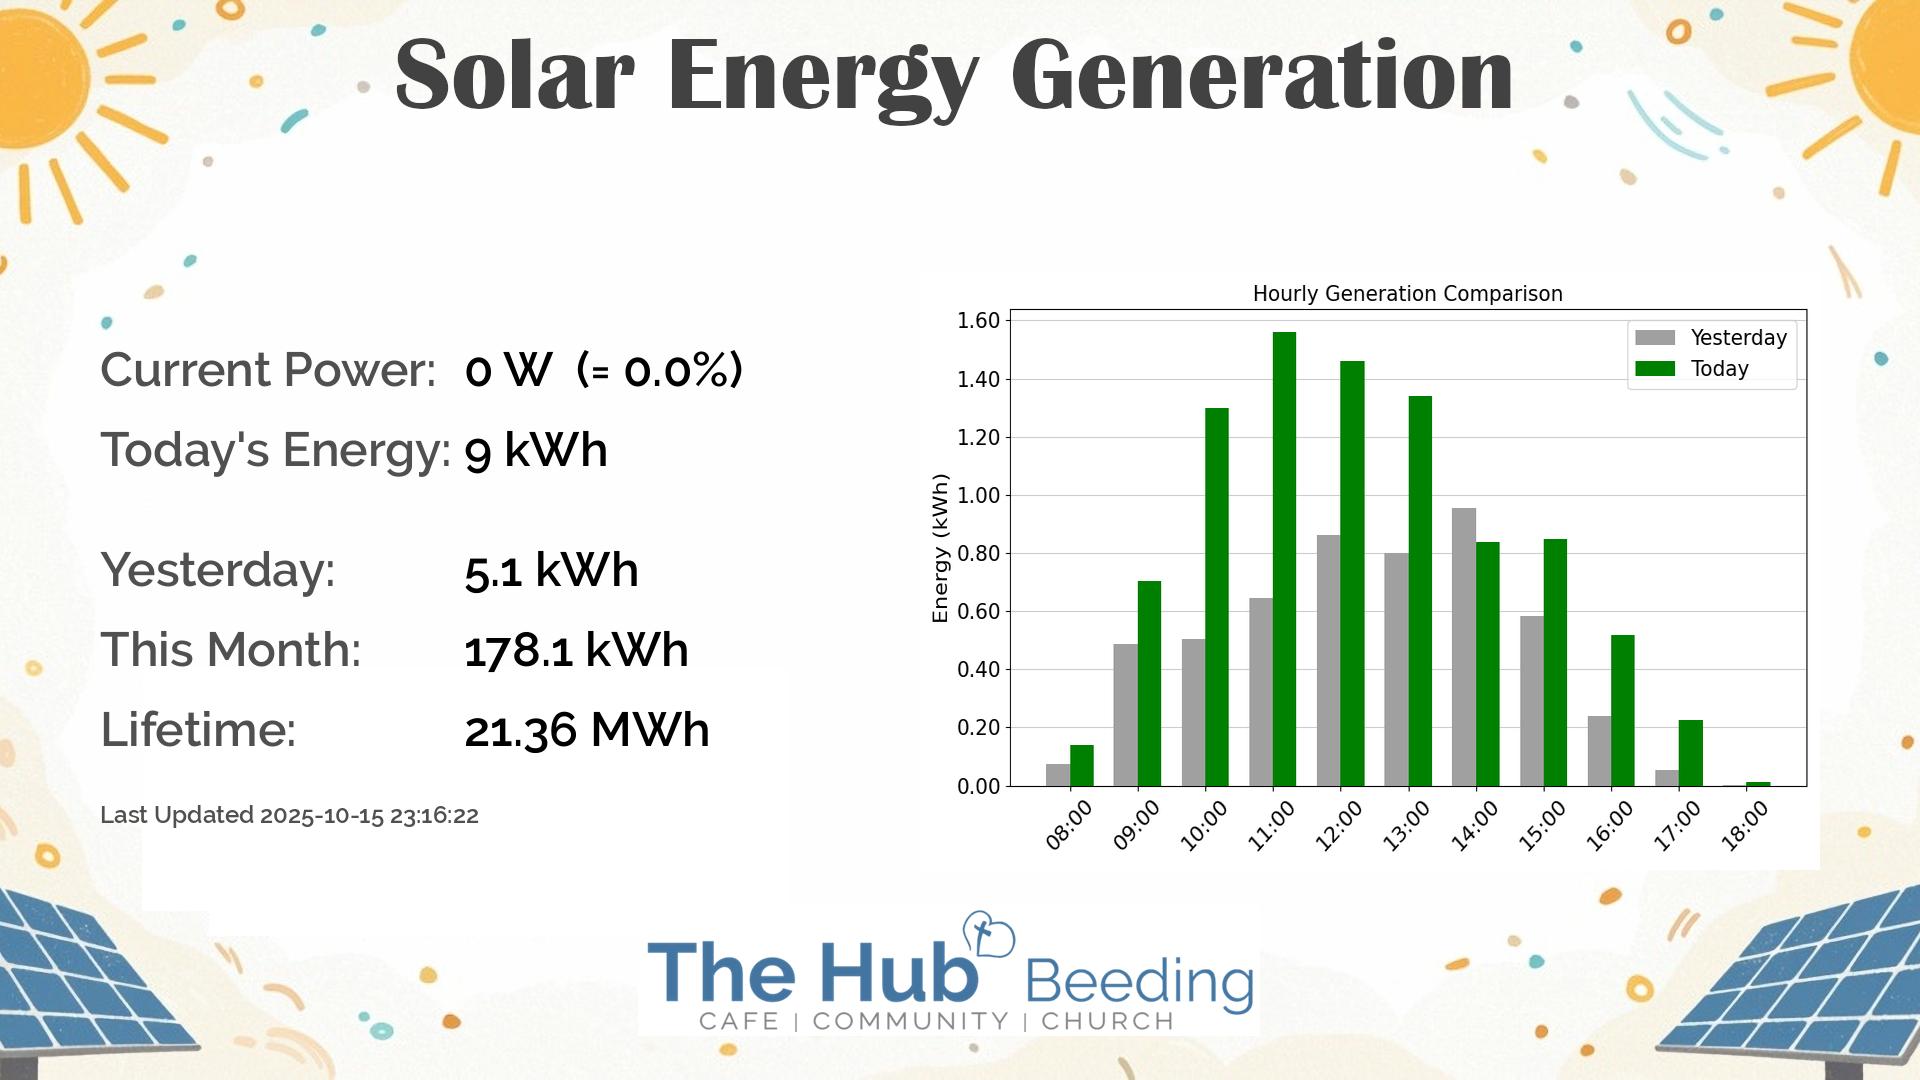 Solar Energy Generation
Current Power: 0 W (= 0.0%)
Today's Energy: 9 kWh
Yesterday: 5.1 kWh
This Month: 178.1 kWh
Lifetime: 21.36 MWh
Last Updated 2025-10-15 23:16:22
Hourly Generation Comparison
Yesterday
Today
Energy (kWh)
1.60
1.40
1.20
1.00
0.80
0.60
0.40
0.20
0.00
08:00 09:00 10:00 11:00 12:00 13:00 14:00 15:00 16:00 17:00 18:00
The Hub Beeding
CAFE | COMMUNITY | CHURCH